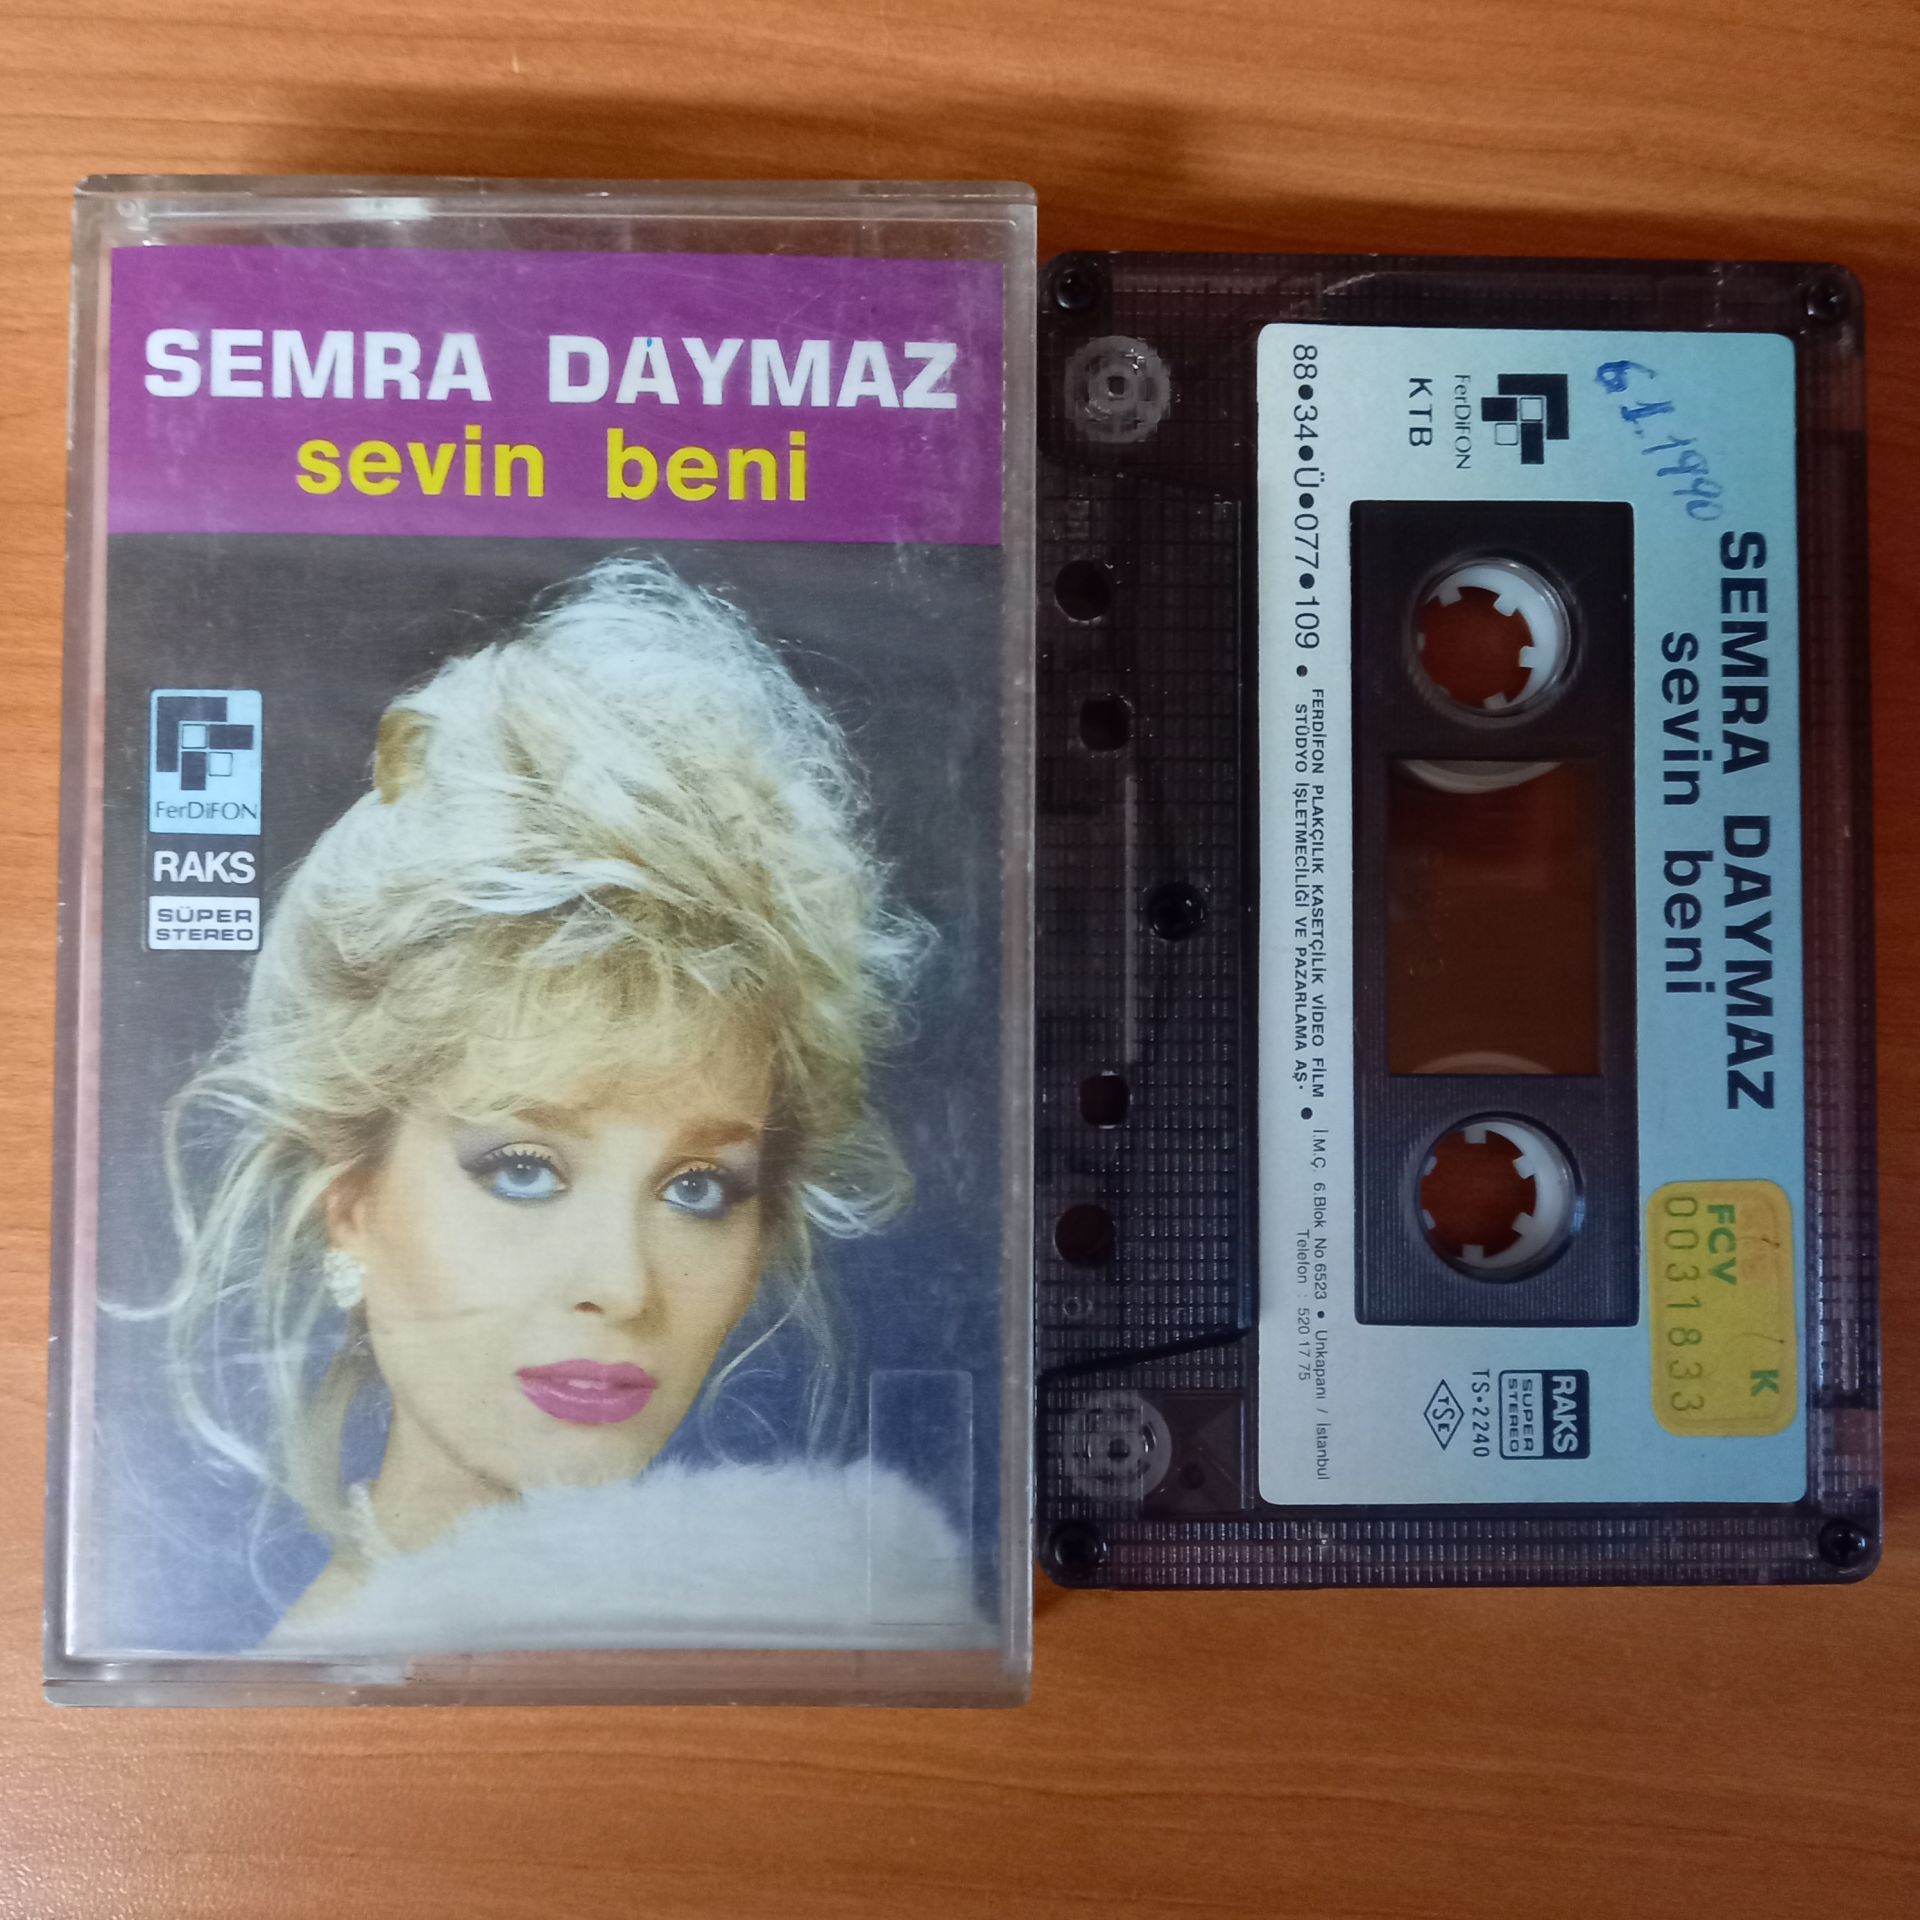 SEMRA DAYMAZ
sevin beni
FerDiFON
RAKS
SÜPER
STEREO
SEMRA DAYMAZ
sevin beni
6.1.1990
FerDiFON
KTB
FCV K
0031833
RAKS
SÜPER
STEREO
TS•2240
TSE
88•34•Ü•077•109 • FERDİFON PLAKÇILIK KASETÇİLİK VİDEO FİLM • İ.M.Ç. 6.Blok No 6523 • Unkapanı / İstanbul
STÜDYO İŞLETMECİLİĞİ VE PAZARLAMA AŞ• Telefon : 520 17 75